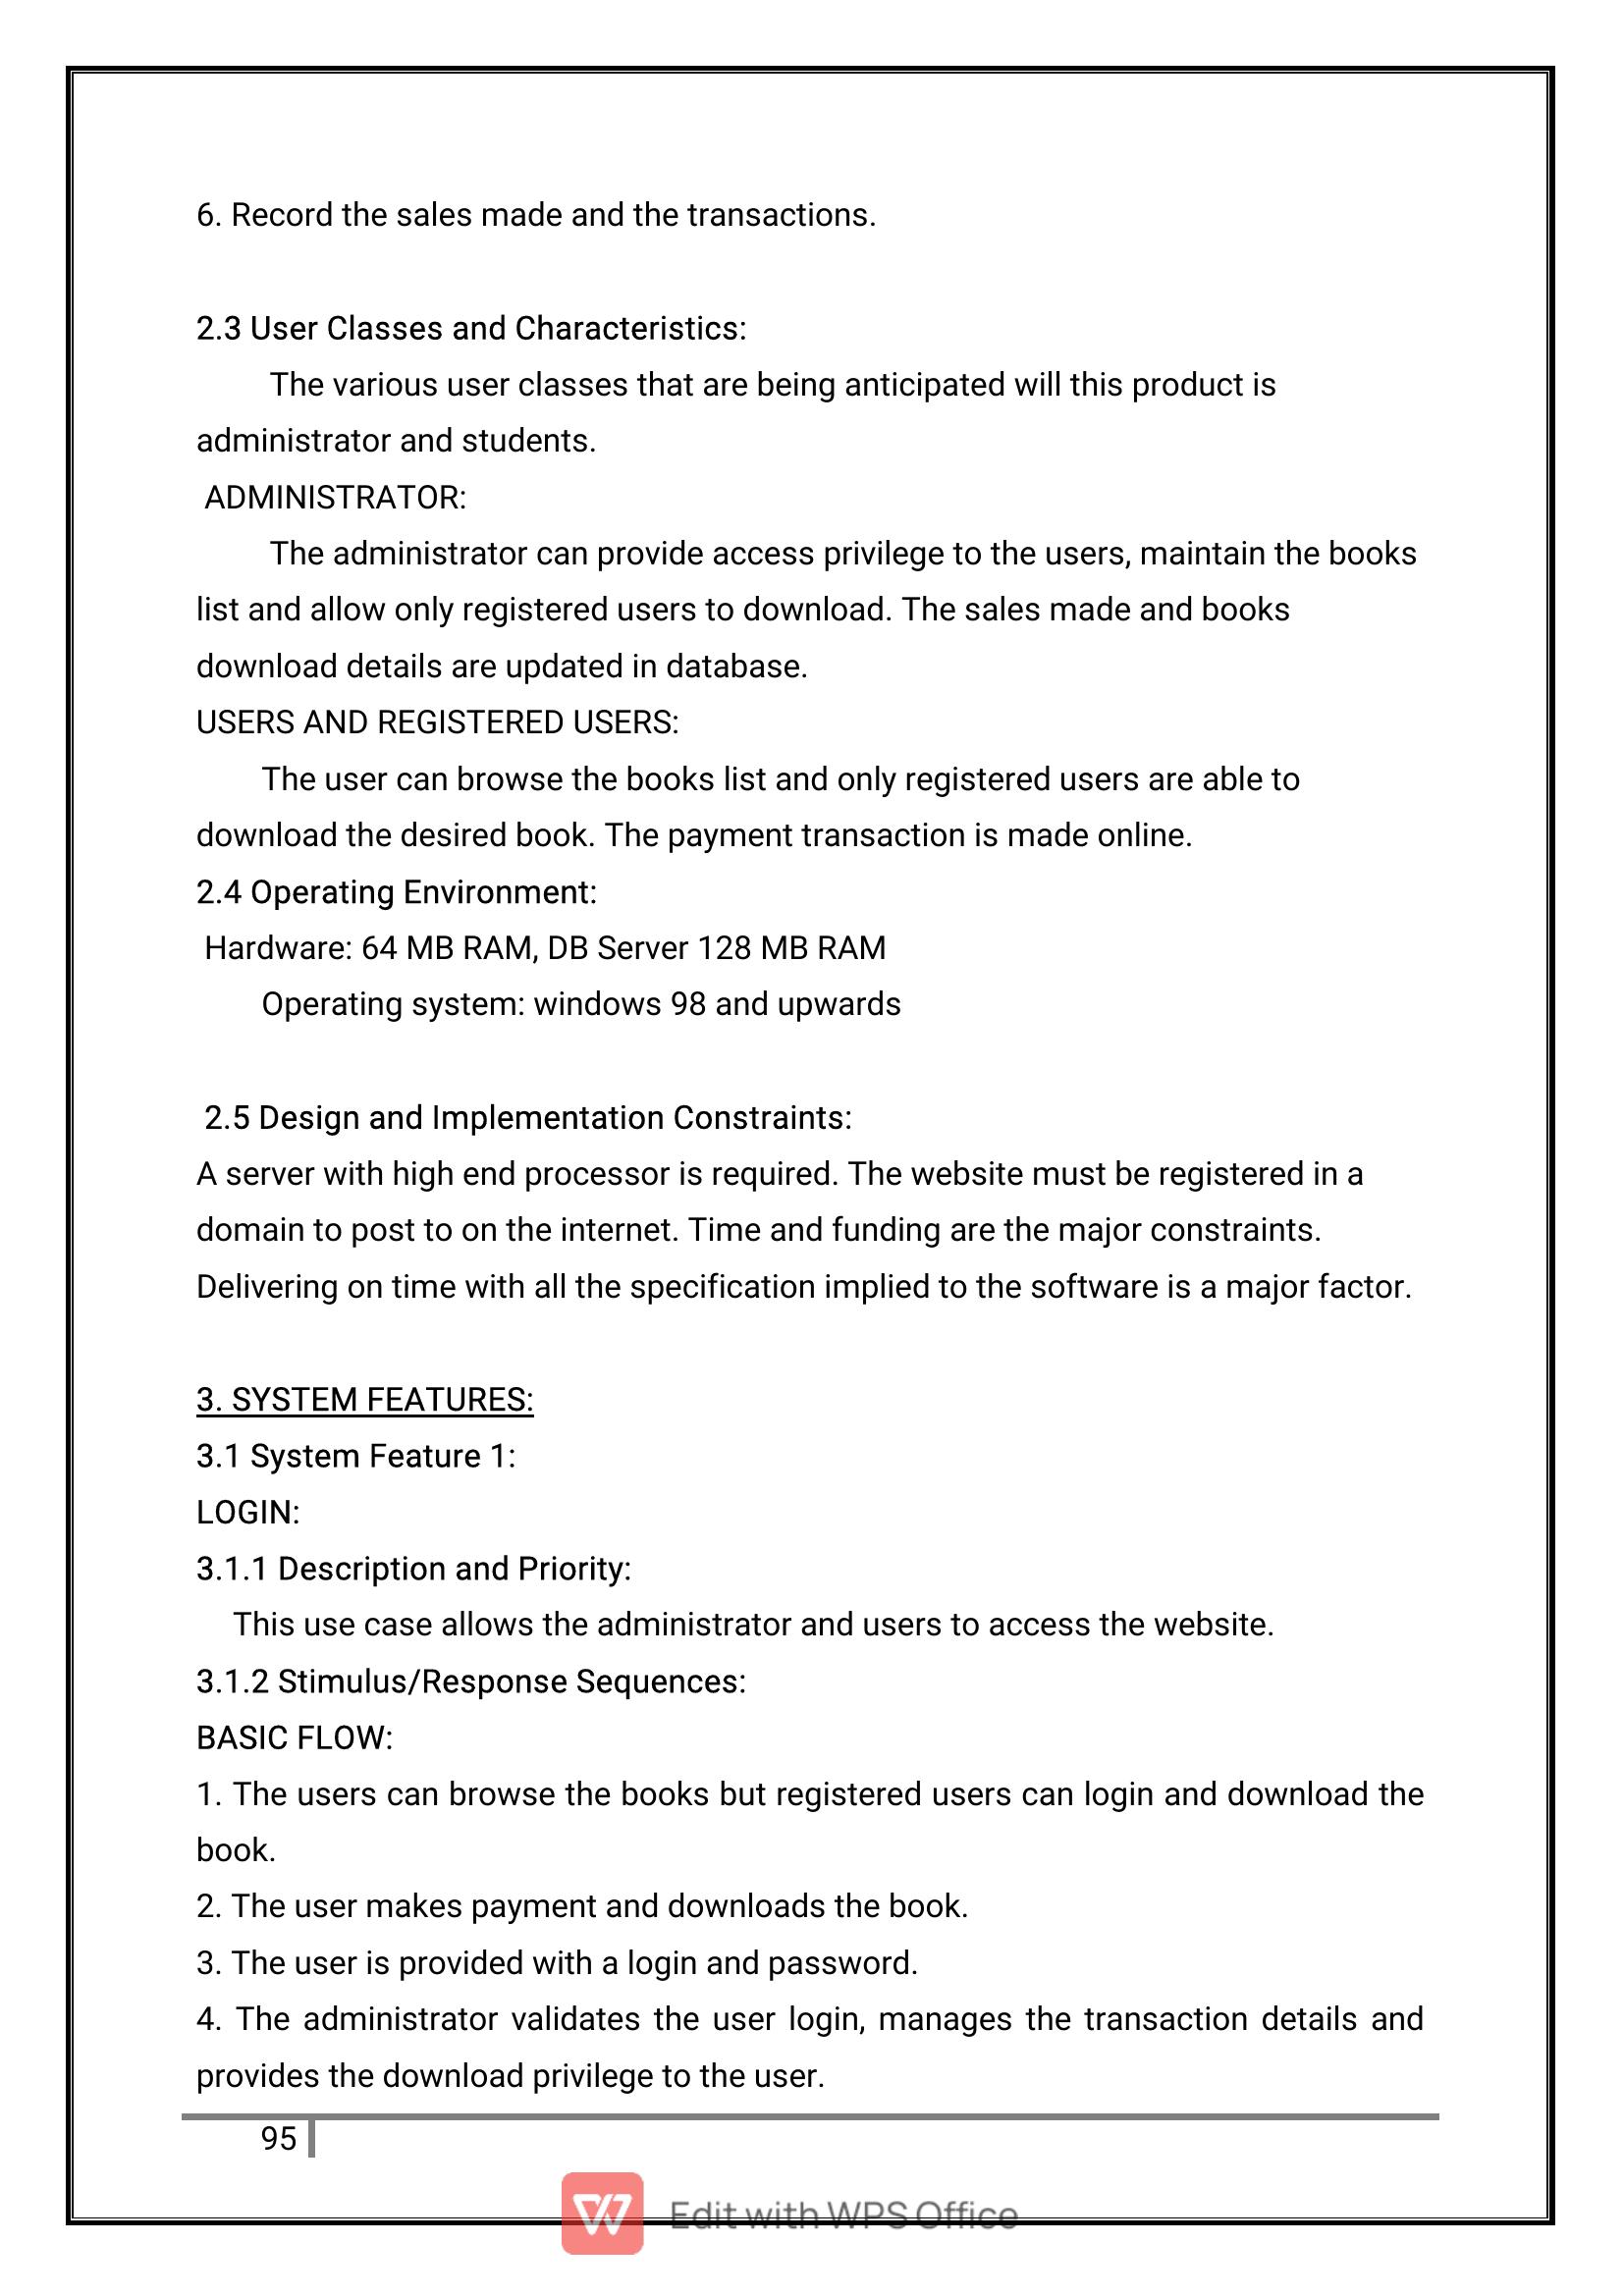 6. Record the sales made and the transactions.
2.3 User Classes and Characteristics:
The various user classes that are being anticipated will this product is
administrator and students.
ADMINISTRATOR:
The administrator can provide access privilege to the users, maintain the books
list and allow only registered users to download. The sales made and books
download details are updated in database.
USERS AND REGISTERED USERS:
The user can browse the books list and only registered users are able to
download the desired book. The payment transaction is made online.
2.4 Operating Environment:
Hardware: 64 MB RAM, DB Server 128 MB RAM
Operating system: windows 98 and upwards
2.5 Design and Implementation Constraints:
A server with high end processor is required. The website must be registered in a
domain to post to on the internet. Time and funding are the major constraints.
Delivering on time with all the specification implied to the software is a major factor.
3. SYSTEM FEATURES:
3.1 System Feature 1:
LOGIN:
3.1.1 Description and Priority:
This use case allows the administrator and users to access the website.
3.1.2 Stimulus/Response Sequences:
BASIC FLOW:
1. The users can browse the books but registered users can login and download the
book.
2. The user makes payment and downloads the book.
3. The user is provided with a login and password.
4. The administrator validates the user login, manages the transaction details and
provides the download privilege to the user.
95
Edit with WPS Office